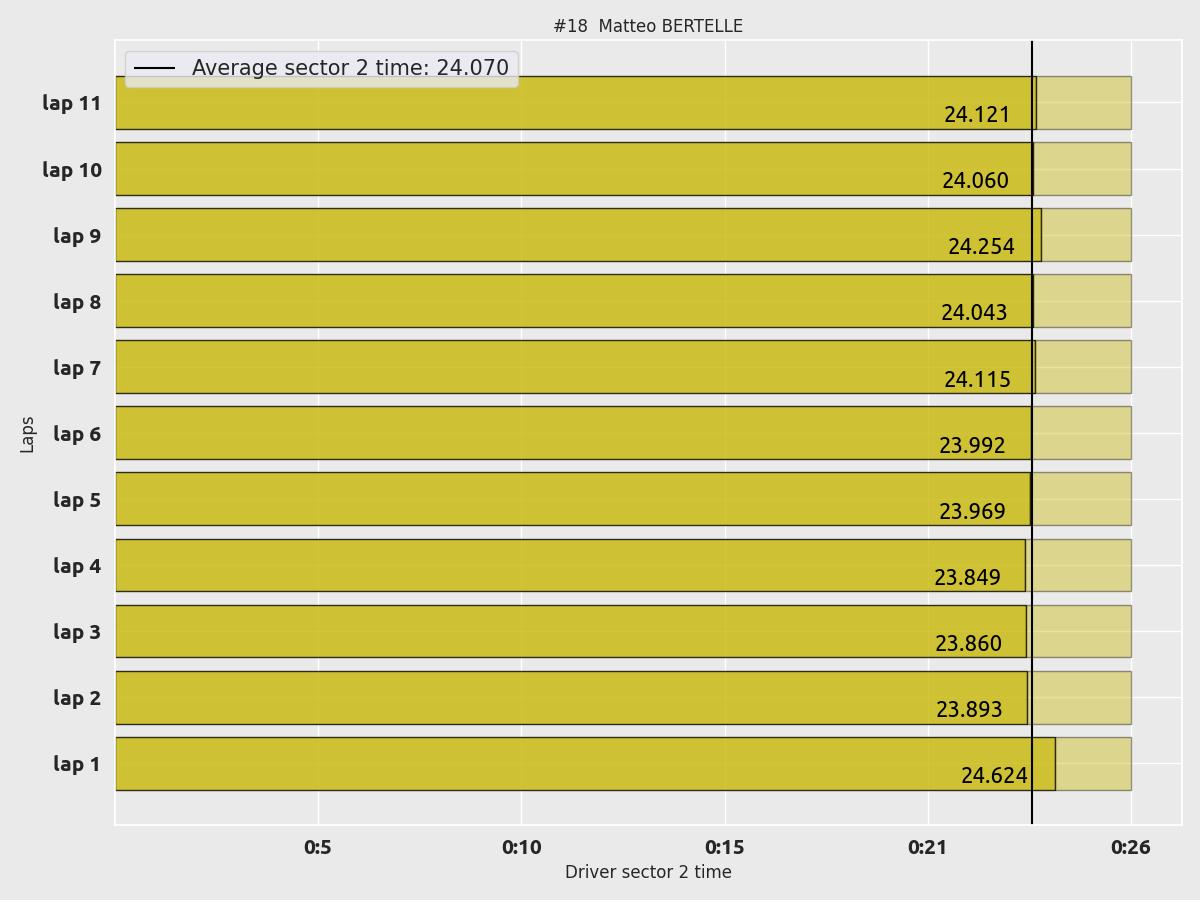 #18  Matteo BERTELLE
Average sector 2 time: 24.070
lap 11
24.121
lap 10
24.060
lap 9
24.254
lap 8
24.043
lap 7
24.115
Laps
lap 6
23.992
lap 5
23.969
lap 4
23.849
lap 3
23.860
lap 2
23.893
lap 1
24.624
0:5 0:10 0:15 0:21 0:26
Driver sector 2 time